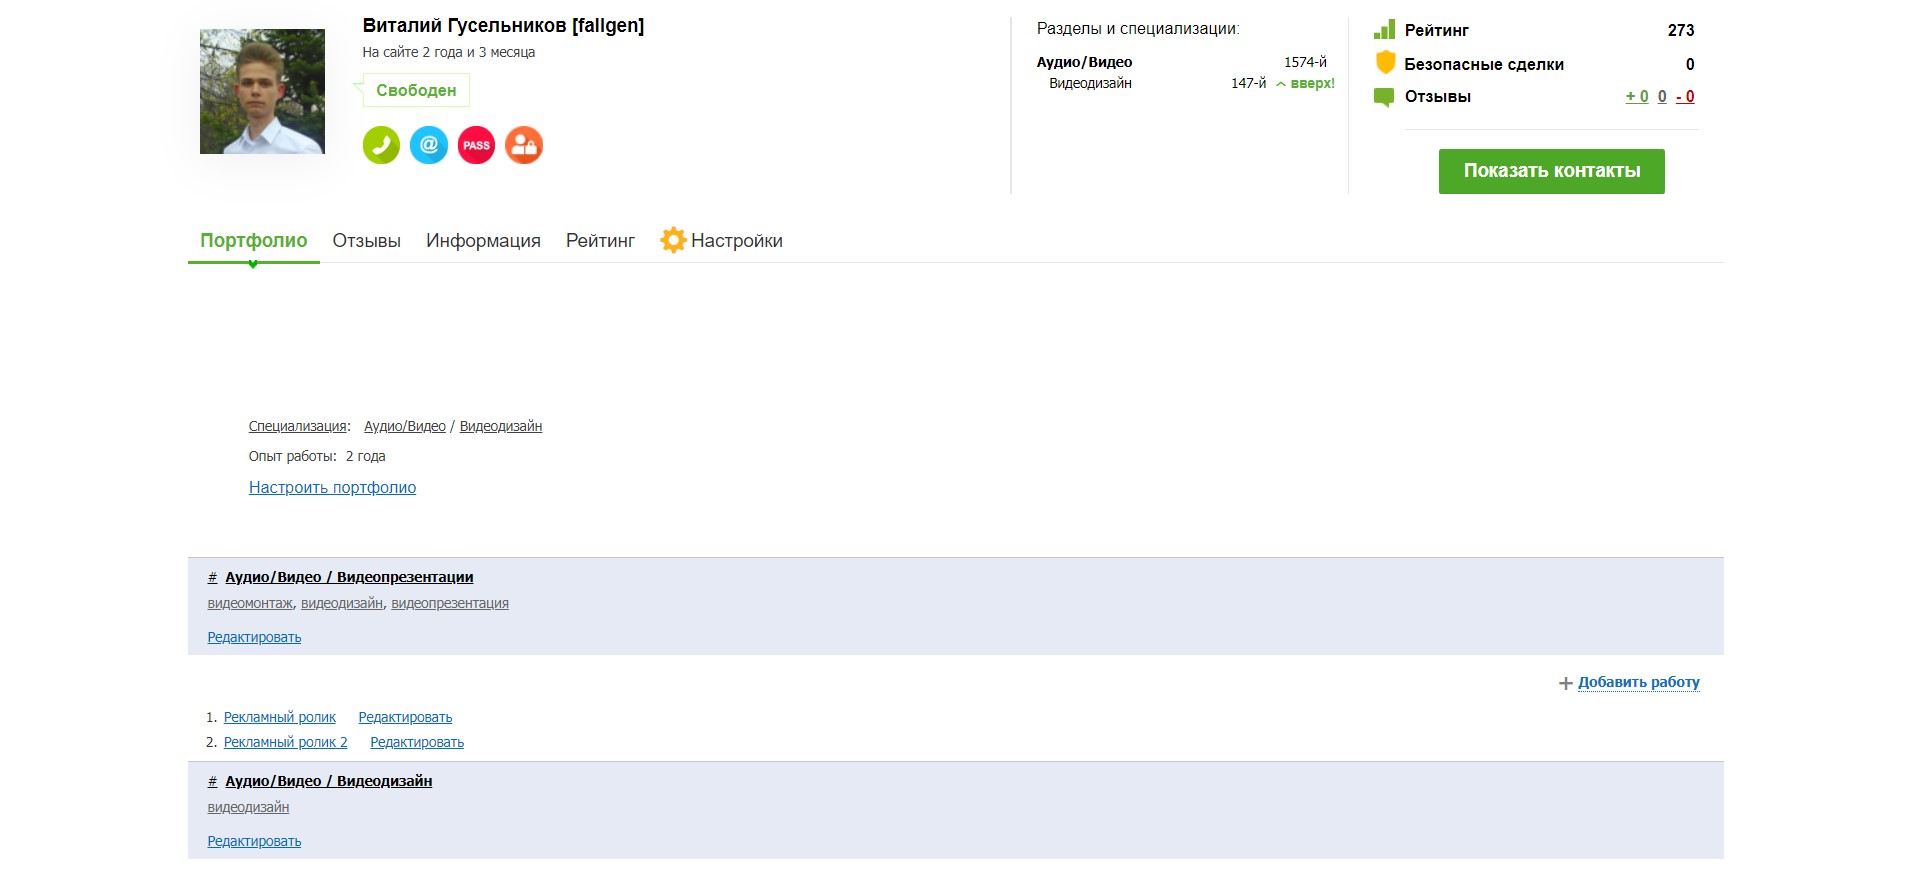 Виталий Гусельников [fallgen]
На сайте 2 года и 3 месяца
Свободен
@ PASS
Разделы и специализации:
Аудио/Видео 1574-й
Видеодизайн 147-й вверх!
Рейтинг 273
Безопасные сделки 0
Отзывы + 0 0 - 0
Показать контакты
Портфолио Отзывы Информация Рейтинг Настройки
Специализация: Аудио/Видео / Видеодизайн
Опыт работы: 2 года
Настроить портфолио
# Аудио/Видео / Видеопрезентации
видеомонтаж, видеодизайн, видеопрезентация
Редактировать
+ Добавить работу
1. Рекламный ролик Редактировать
2. Рекламный ролик 2 Редактировать
# Аудио/Видео / Видеодизайн
видеодизайн
Редактировать